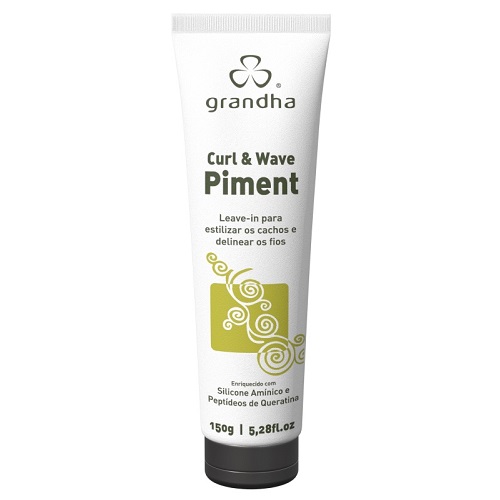 grandha®
Curl & Wave
Piment
Leave-in para
estilizar os cachos e
delinear os fios
Enriquecido com
Silicone Amínico e
Peptídeos de Queratina
150g | 5,28fl.oz